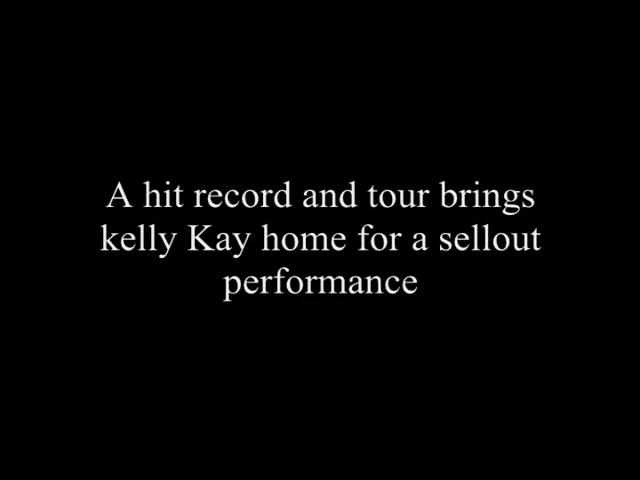 A hit record and tour brings
kelly Kay home for a sellout
performance